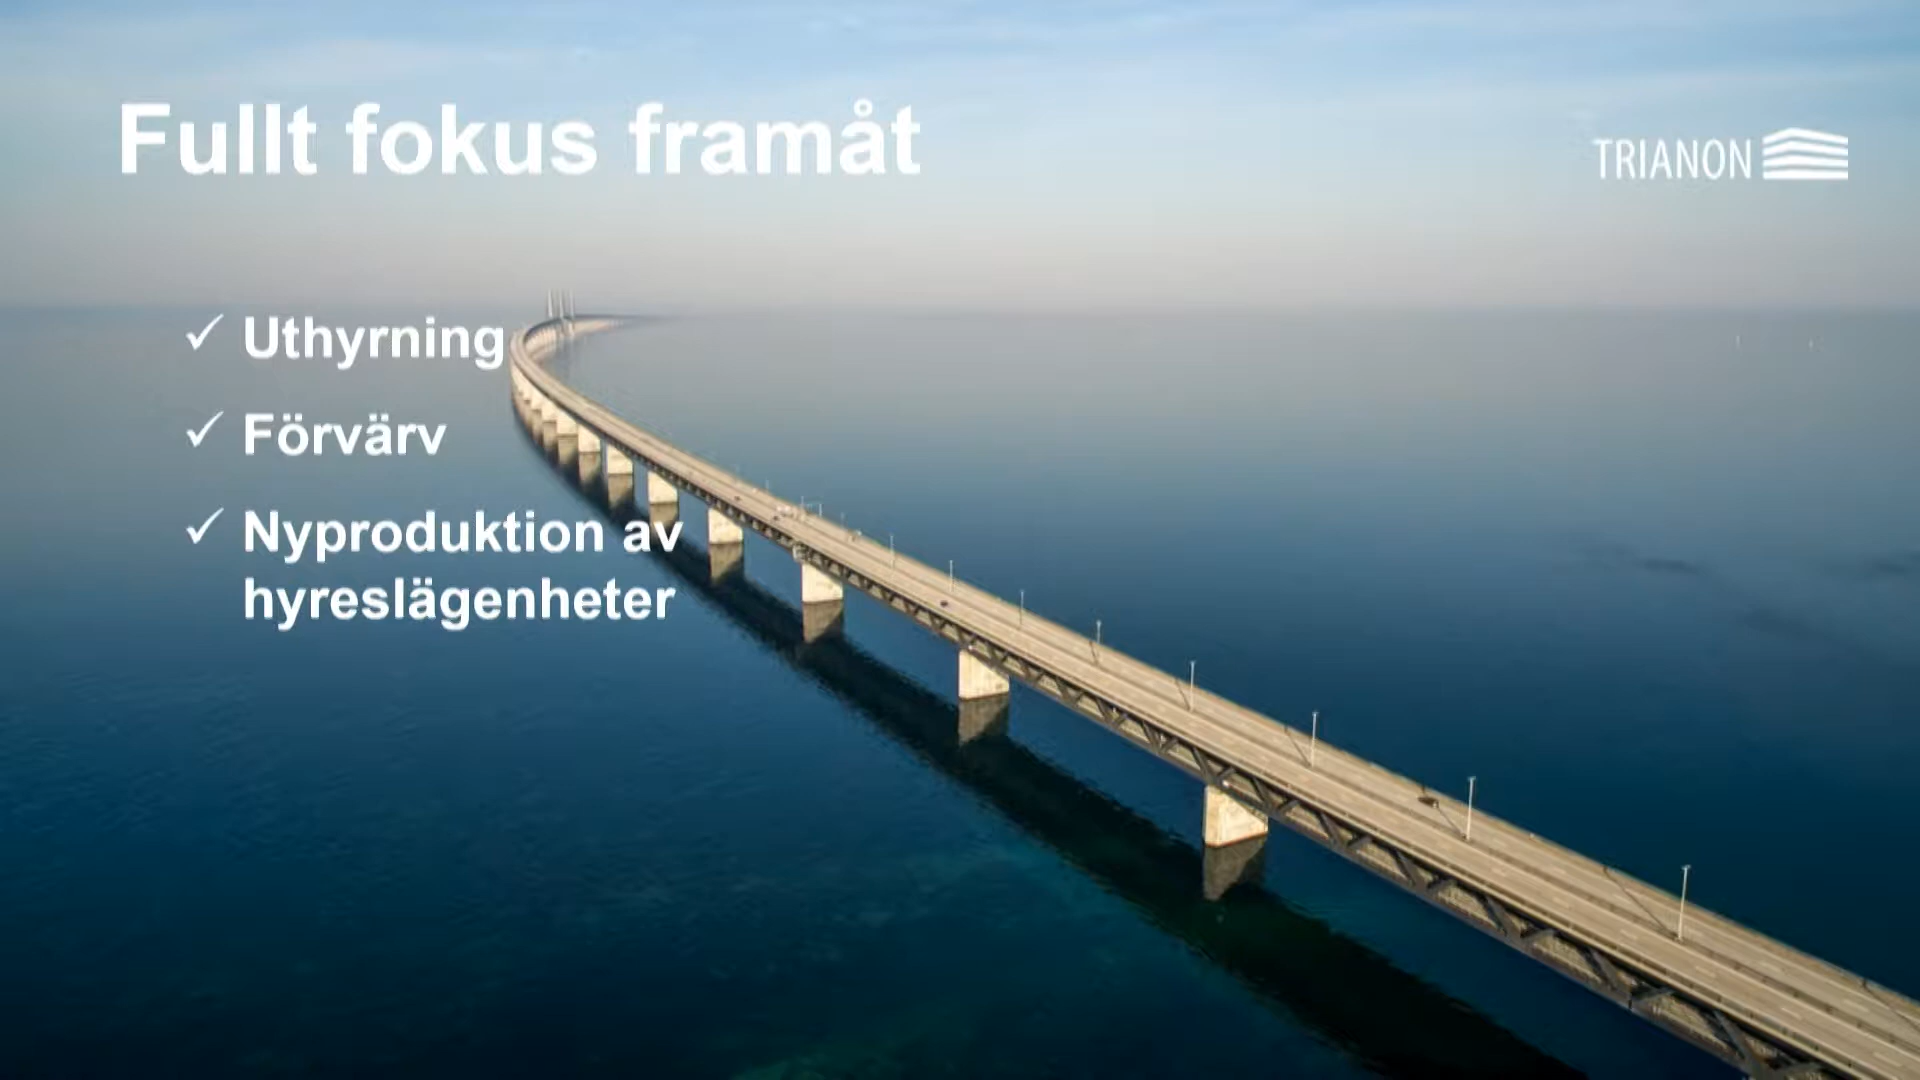 Fullt fokus framåt
TRIANON
✓ Uthyrning
✓ Förvärv
✓ Nyproduktion av
hyreslägenheter